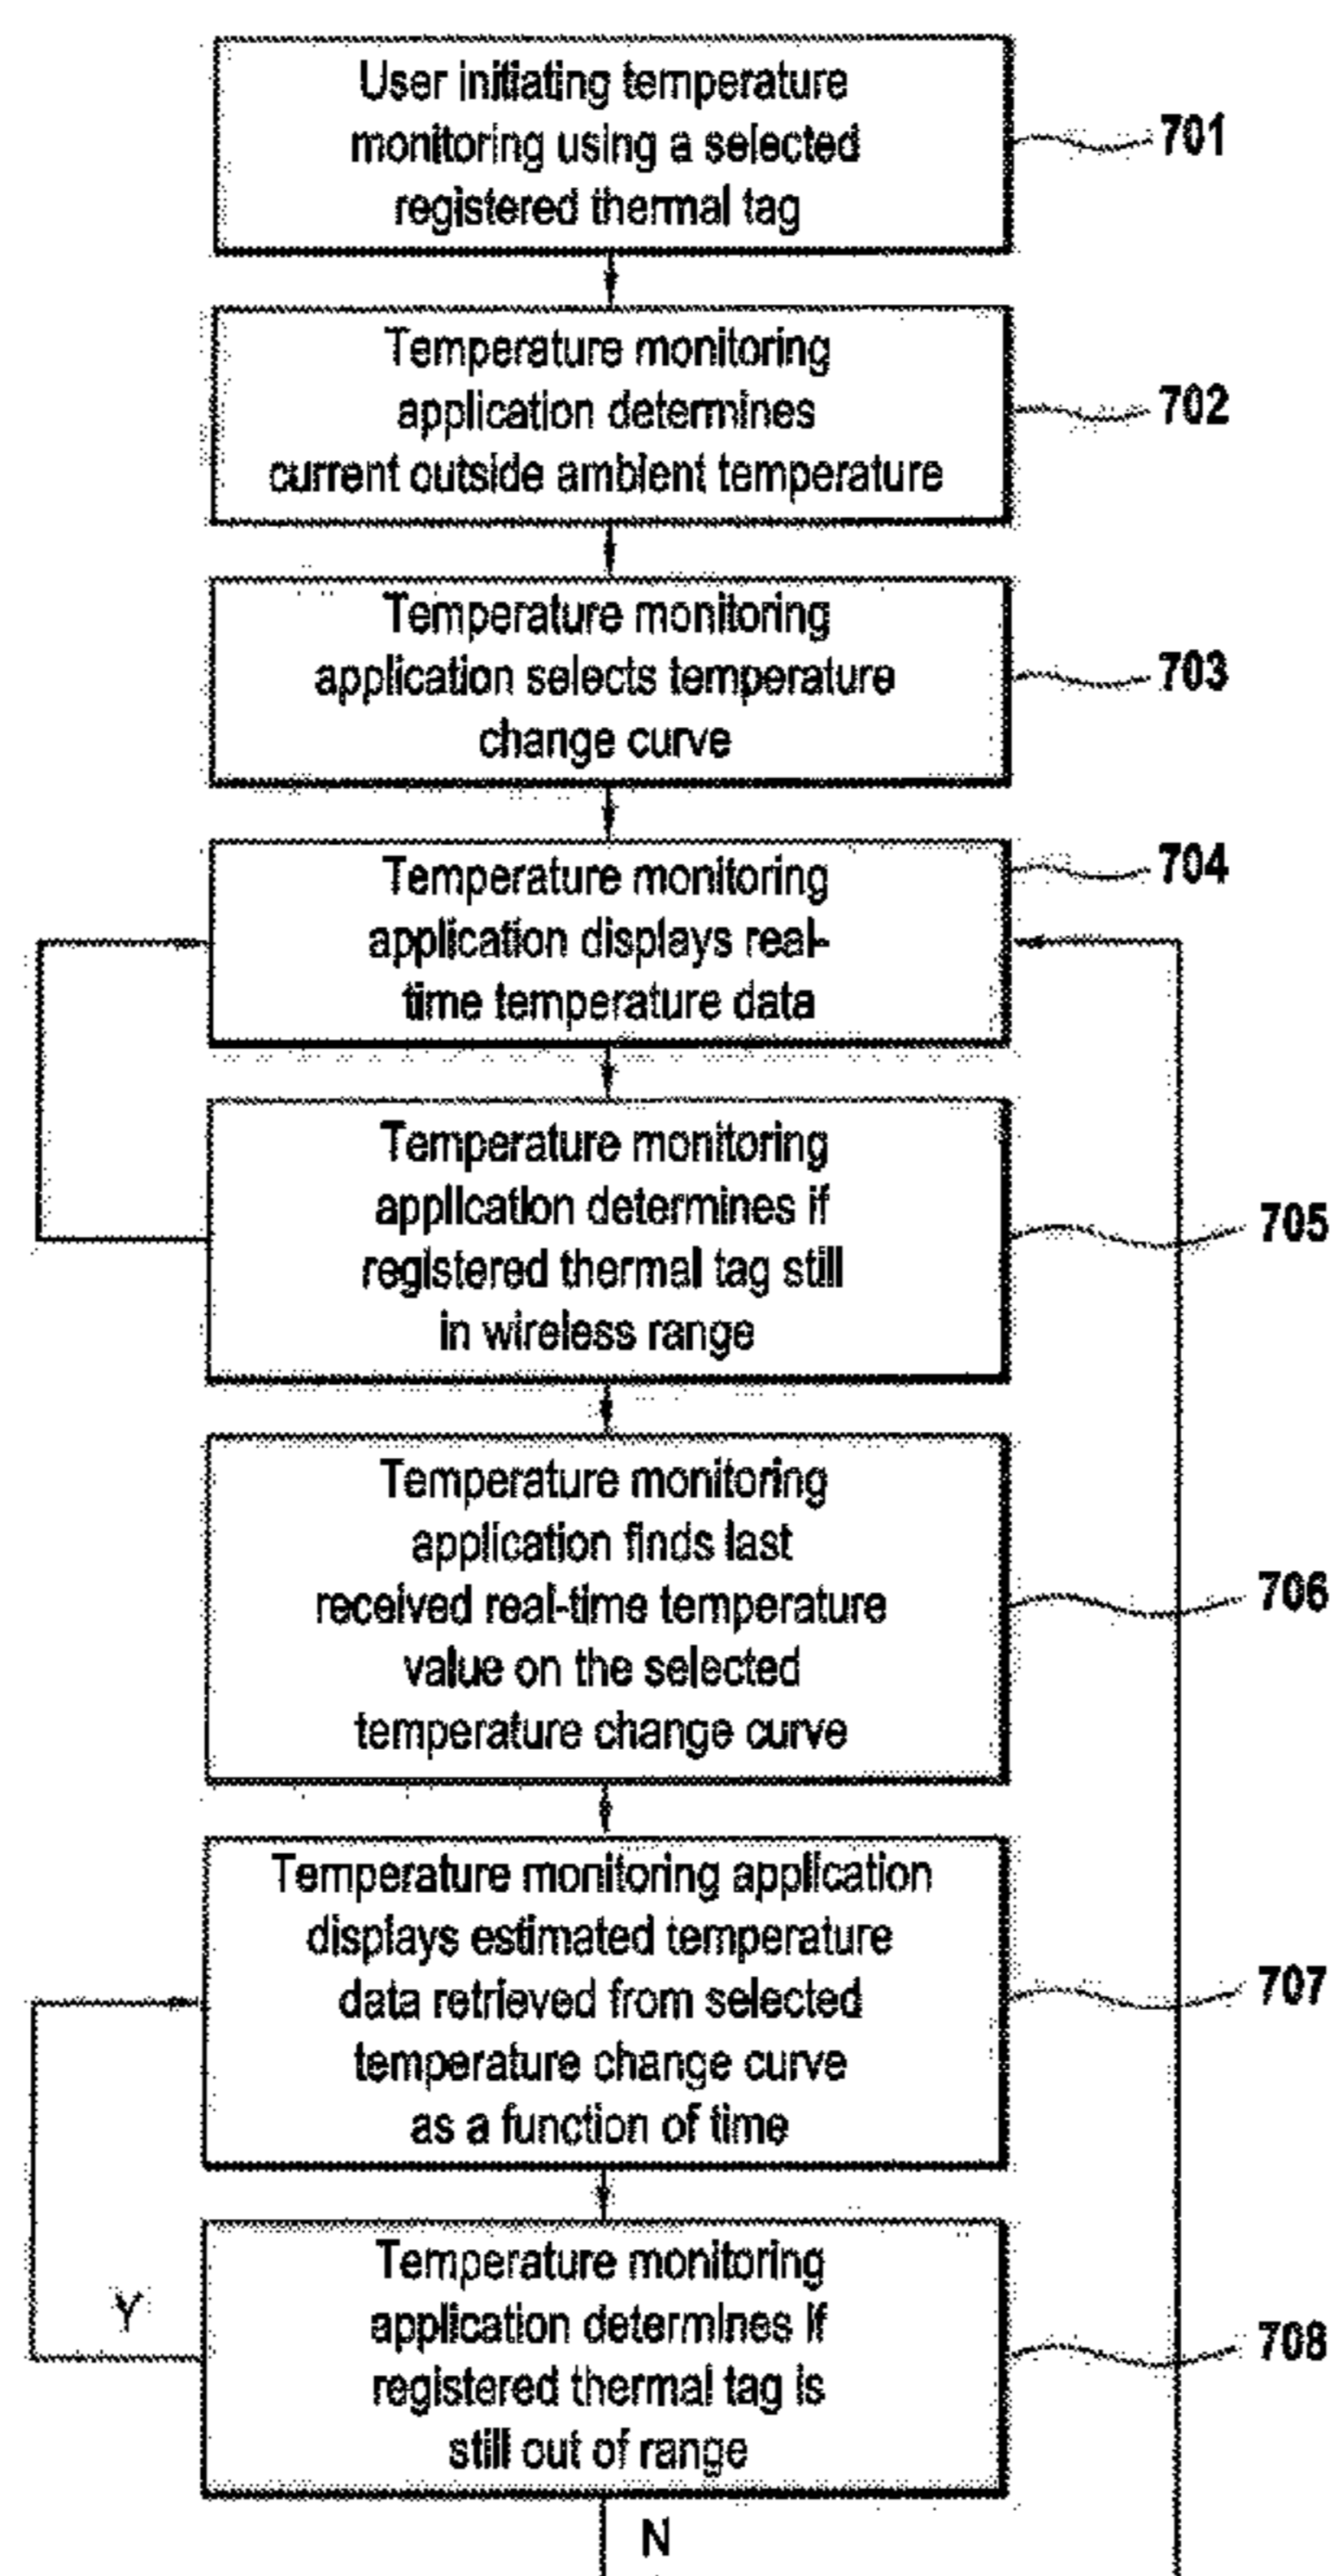 User initiating temperature
monitoring using a selected
registered thermal tag
701
Temperature monitoring
application determines
current outside ambient temperature
702
Temperature monitoring
application selects temperature
change curve
703
Temperature monitoring
application displays real-
time temperature data
704
Temperature monitoring
application determines if
registered thermal tag still
in wireless range
705
Temperature monitoring
application finds last
received real-time temperature
value on the selected
temperature change curve
706
Temperature monitoring application
displays estimated temperature
data retrieved from selected
temperature change curve
as a function of time
707
Y
Temperature monitoring
application determines if
registered thermal tag is
still out of range
708
N